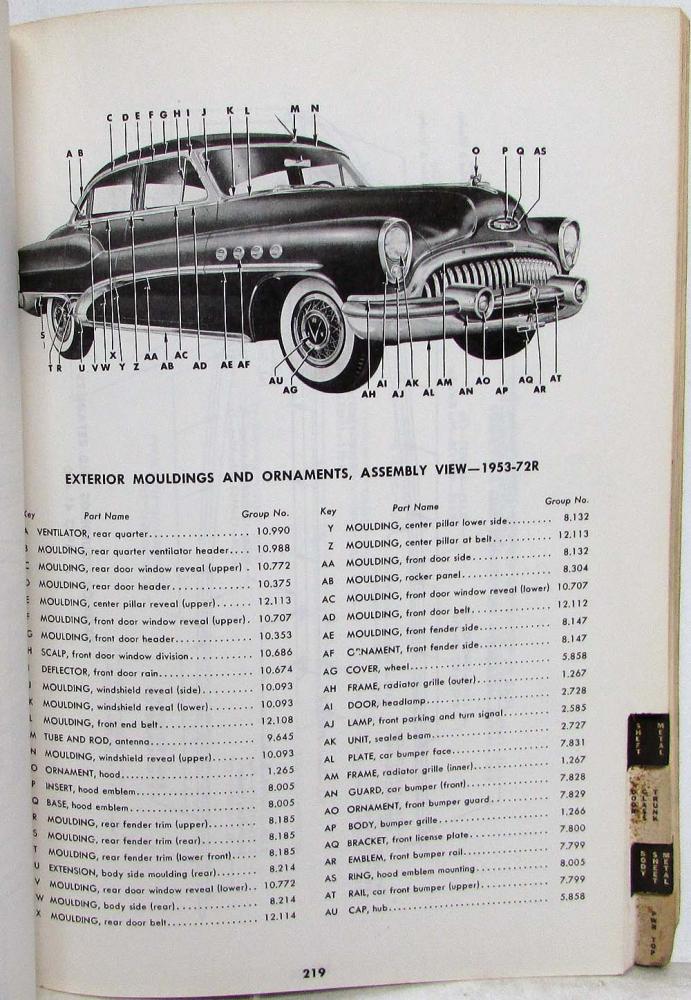 C D E F G H I J K L M N
A B
O P Q AS
S
T R U V W X Y Z AA AB AC AD AE AF
AU AG
AH AI AJ AK AL AM AN AO AP AQ AR AT
EXTERIOR MOULDINGS AND ORNAMENTS, ASSEMBLY VIEW—1953-72R
Key Part Name Group No.
VENTILATOR, rear quarter 10.990
B MOULDING, rear quarter ventilator header 10.988
C MOULDING, rear door window reveal (upper) 10.772
D MOULDING, rear door header 10.375
E MOULDING, center pillar reveal (upper) 12.113
F MOULDING, front door window reveal (upper) 10.707
G MOULDING, front door header 10.353
H SCALP, front door window division 10.686
I DEFLECTOR, front door rain 10.674
J MOULDING, windshield reveal (side) 10.093
K MOULDING, windshield reveal (lower) 10.093
L MOULDING, front end belt 12.108
M TUBE AND ROD, antenna 9.645
N MOULDING, windshield reveal (upper) 10.093
O ORNAMENT, hood 1.265
P INSERT, hood emblem 8.005
Q BASE, hood emblem 8.005
R MOULDING, rear fender trim (upper) 8.185
S MOULDING, rear fender trim (rear) 8.185
T MOULDING, rear fender trim (lower front) 8.185
U EXTENSION, body side moulding (rear) 8.214
V MOULDING, rear door window reveal (lower) 10.772
W MOULDING, body side (rear) 8.214
X MOULDING, rear door belt 12.114
Key Part Name Group No.
Y MOULDING, center pillar lower side 8.132
Z MOULDING, center pillar at belt 12.113
AA MOULDING, front door side 8.132
AB MOULDING, rocker panel 8.304
AC MOULDING, front door window reveal (lower) 10.707
AD MOULDING, front door belt 12.112
AE MOULDING, front fender side 8.147
AF ORNAMENT, front fender side 8.147
AG COVER, wheel 5.858
AH FRAME, radiator grille (outer) 1.267
AI DOOR, headlamp 2.728
AJ LAMP, front parking and turn signal 2.585
AK UNIT, sealed beam 2.727
AL PLATE, car bumper face 7.831
AM FRAME, radiator grille (inner) 1.267
AN GUARD, car bumper (front) 7.828
AO ORNAMENT, front bumper guard 7.829
AP BODY, bumper grille 1.266
AQ BRACKET, front license plate 7.800
AR EMBLEM, front bumper rail 7.799
AS RING, hood emblem mounting 8.005
AT RAIL, car front bumper (upper) 7.799
AU CAP, hub 5.858
219
SHEET METAL
DOOR GLASS TRUNK
BODY SHEET METAL
PWR TOP